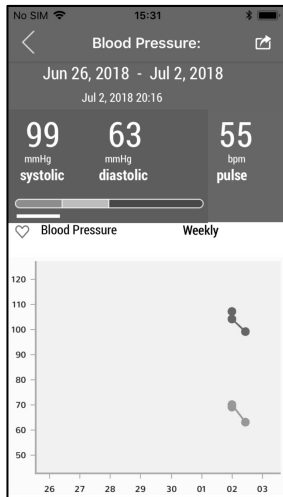 No SIM 15:31
Blood Pressure:
Jun 26, 2018 - Jul 2, 2018
Jul 2, 2018 20:16
99 63 55
mmHg mmHg bpm
systolic diastolic pulse
Blood Pressure Weekly
120
110
100
90
80
70
60
50
26 27 28 29 30 01 02 03